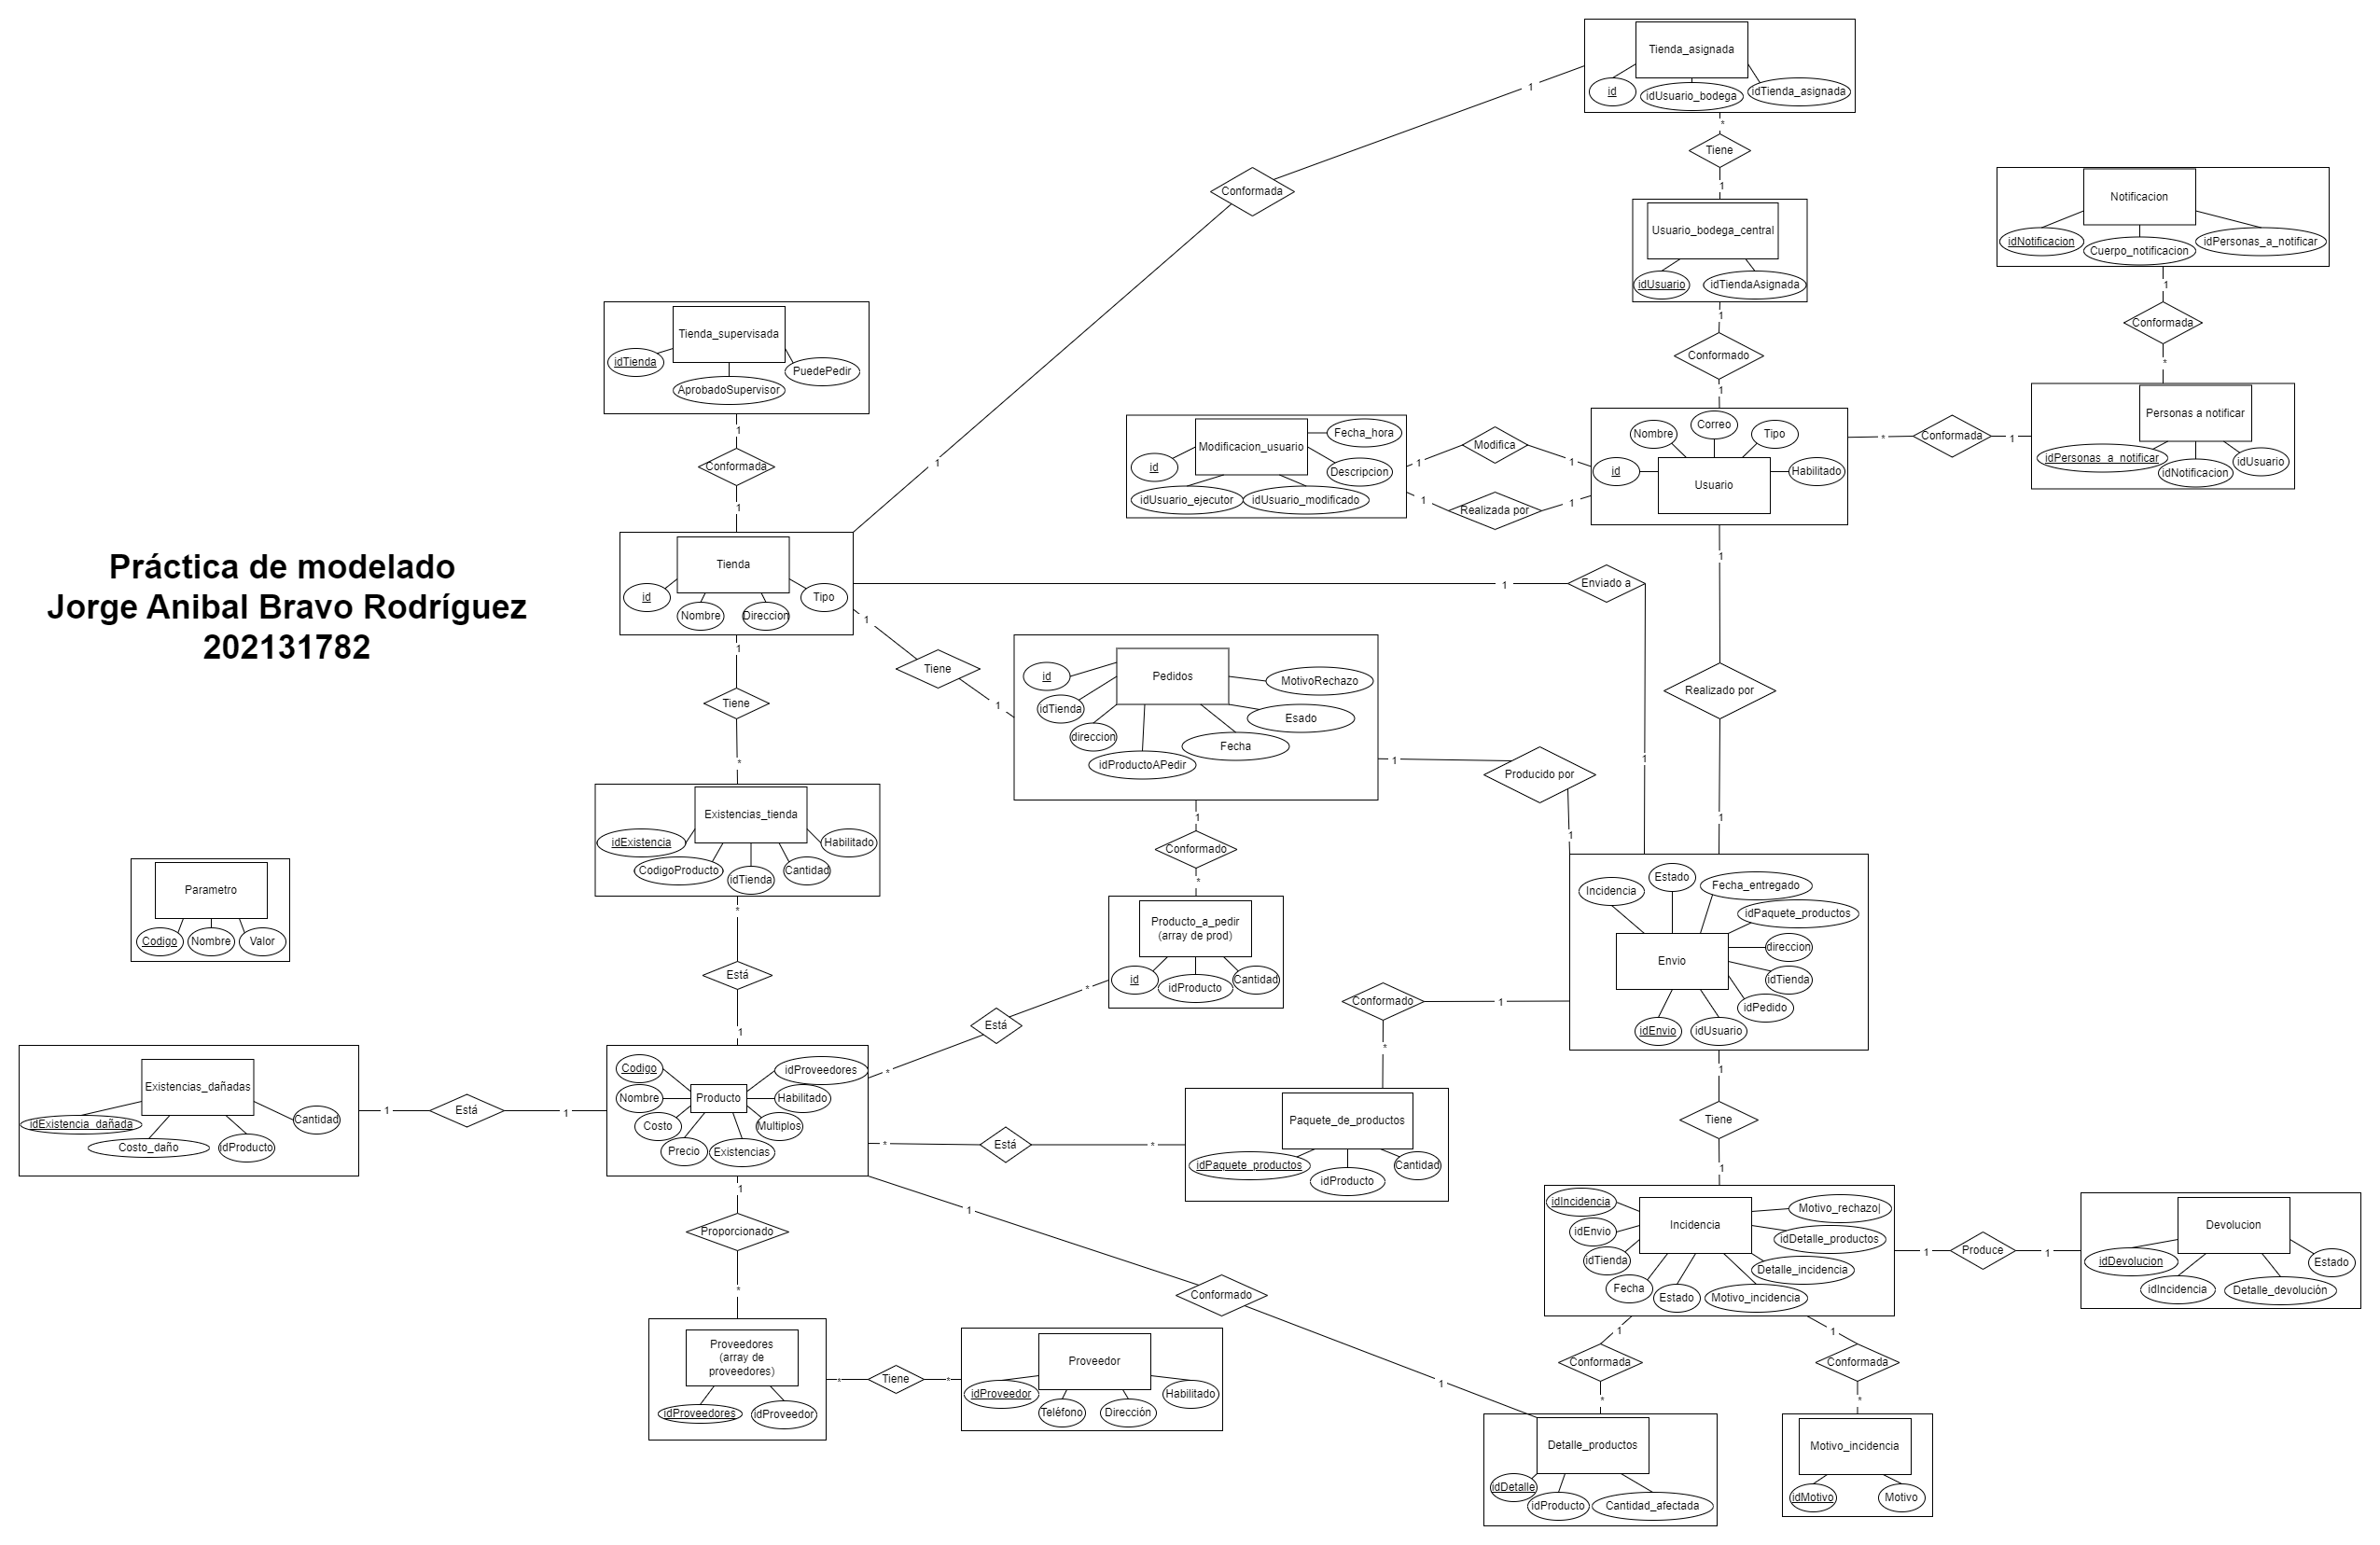 Tienda_asignada
id
idUsuario_bodega
idTienda_asignada
1
*
Conformada
Tiene
1
Notificacion
idNotificacion
Cuerpo_notificacion
idPersonas_a_notificar
Usuario_bodega_central
idUsuario
idTiendaAsignada
1
1
Conformada
*
Conformado
1
Tienda_supervisada
idTienda
AprobadoSupervisor
PuedePedir
1
Conformada
1
1
Personas a notificar
idPersonas_a_notificar
idNotificacion
idUsuario
1
Conformada
*
Nombre
Correo
Tipo
id
Habilitado
Usuario
Modificacion_usuario
Fecha_hora
id
Descripcion
idUsuario_ejecutor
idUsuario_modificado
1
Modifica
1
1
Realizada por
1
Práctica de modelado
Jorge Anibal Bravo Rodríguez
202131782
Tienda
id
Nombre
Direccion
Tipo
1
Enviado a
1
1
Realizado por
1
1
Tiene
1
1
Tiene
*
Pedidos
id
idTienda
direccion
idProductoAPedir
Fecha
Esado
MotivoRechazo
1
Producido por
1
1
Conformado
*
Existencias_tienda
idExistencia
CodigoProducto
idTienda
Cantidad
Habilitado
*
Está
1
Parametro
Codigo
Nombre
Valor
Producto_a_pedir
(array de prod)
id
idProducto
Cantidad
*
Está
*
Incidencia
Estado
Fecha_entregado
idPaquete_productos
direccion
Envio
idTienda
idPedido
idEnvio
idUsuario
1
Conformado
*
1
Tiene
1
Existencias_dañadas
idExistencia_dañada
Costo_daño
idProducto
Cantidad
1
Está
1
Codigo
idProveedores
Nombre
Producto
Habilitado
Costo
Multiplos
Precio
Existencias
*
Está
*
Paquete_de_productos
idPaquete_productos
idProducto
Cantidad
1
Proporcionado
*
1
Conformado
1
idIncidencia
Incidencia
Motivo_rechazo|
idEnvio
idDetalle_productos
idTienda
Detalle_incidencia
Fecha
Estado
Motivo_incidencia
1
Produce
1
Devolucion
idDevolucion
idIncidencia
Detalle_devolución
Estado
1
Conformada
*
1
Conformada
*
Proveedores
(array de
proveedores)
idProveedores
idProveedor
*
Tiene
*
Proveedor
idProveedor
Teléfono
Dirección
Habilitado
Detalle_productos
idDetalle
idProducto
Cantidad_afectada
Motivo_incidencia
idMotivo
Motivo